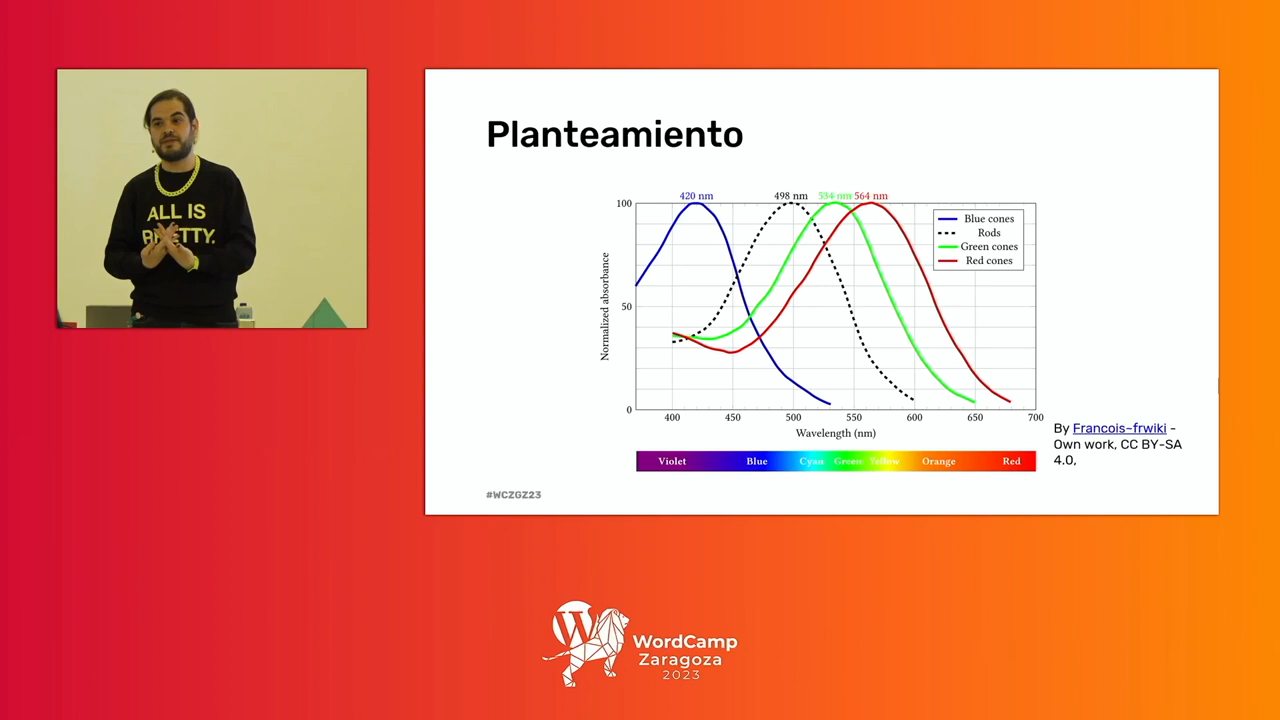 ALL IS
PRETTY.
Planteamiento
420 nm
498 nm
534 nm
564 nm
100
50
0
Normalized absorbance
Blue cones
Rods
Green cones
Red cones
400 450 500 550 600 650 700
Wavelength (nm)
Violet Blue Cyan Green Yellow Orange Red
By Francois~frwiki -
Own work, CC BY-SA
4.0,
#WCZGZ23
W
WordCamp
Zaragoza
2023